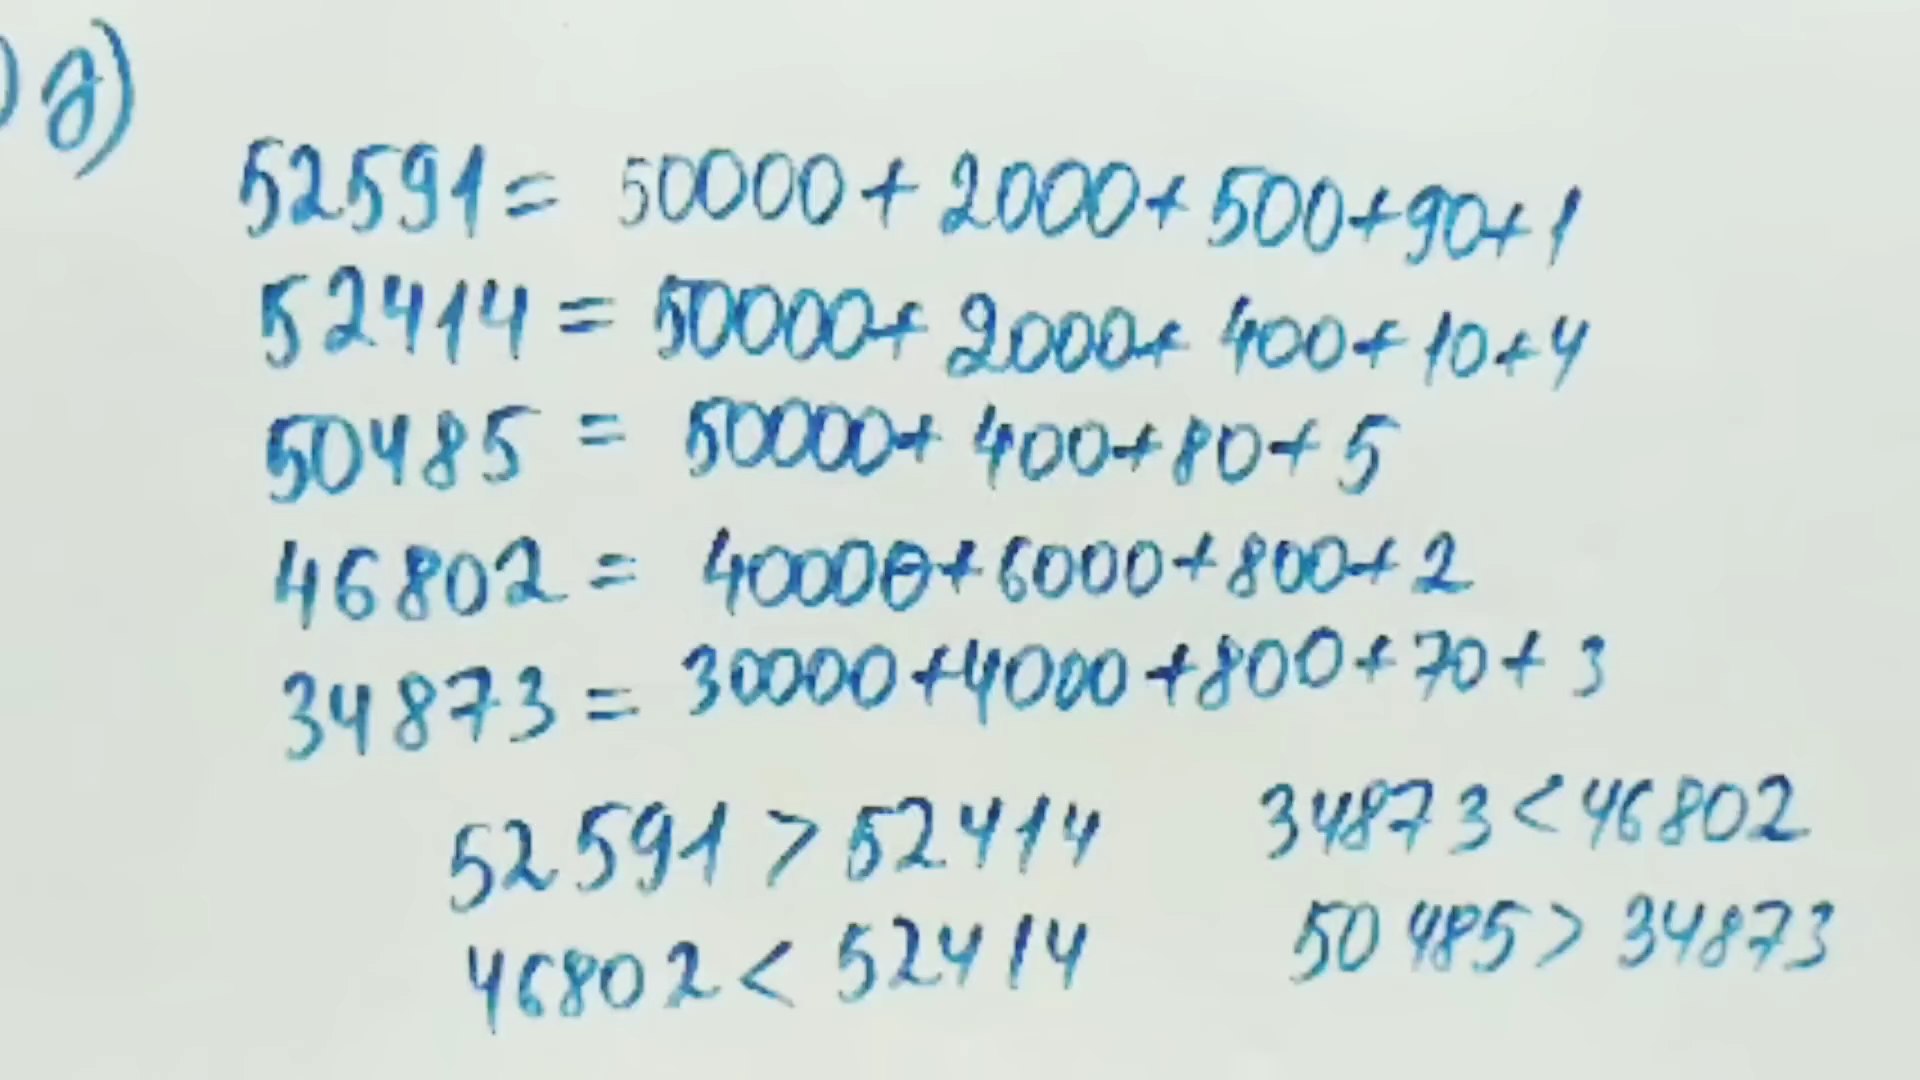 ) д)
52591 = 50000 + 2000 + 500 + 90 + 1
52414 = 50000 + 2000 + 400 + 10 + 4
50485 = 50000 + 400 + 80 + 5
46802 = 40000 + 6000 + 800 + 2
34873 = 30000 + 4000 + 800 + 70 + 3
52591 > 52414
46802 < 52414
34873 < 46802
50485 > 34873